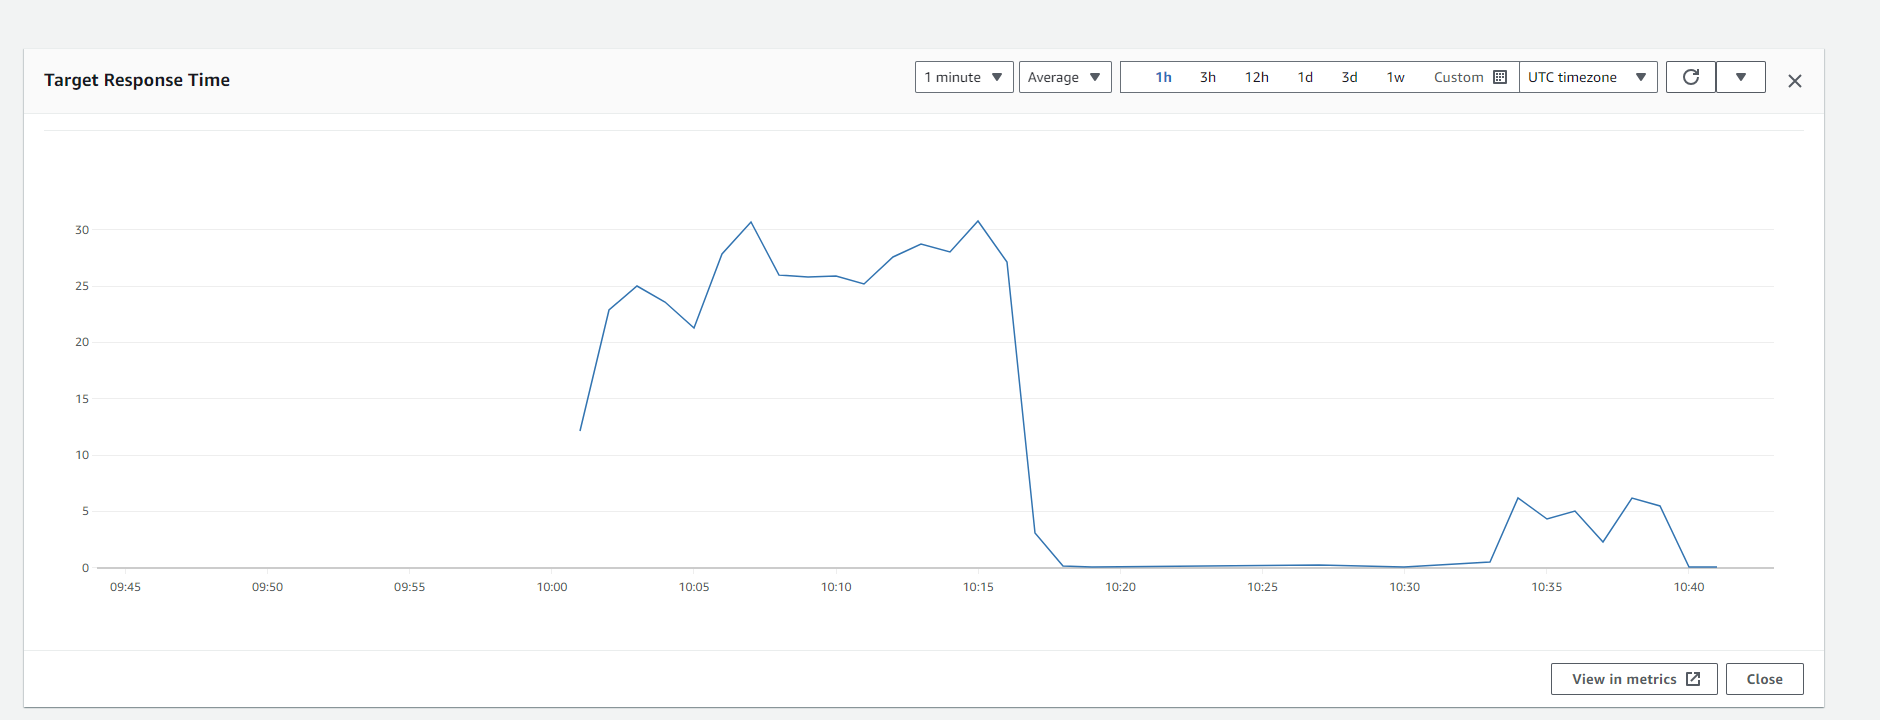 Target Response Time
1 minute
Average
1h 3h 12h 1d 3d 1w Custom
UTC timezone
30
25
20
15
10
5
0
09:45 09:50 09:55 10:00 10:05 10:10 10:15 10:20 10:25 10:30 10:35 10:40
View in metrics
Close